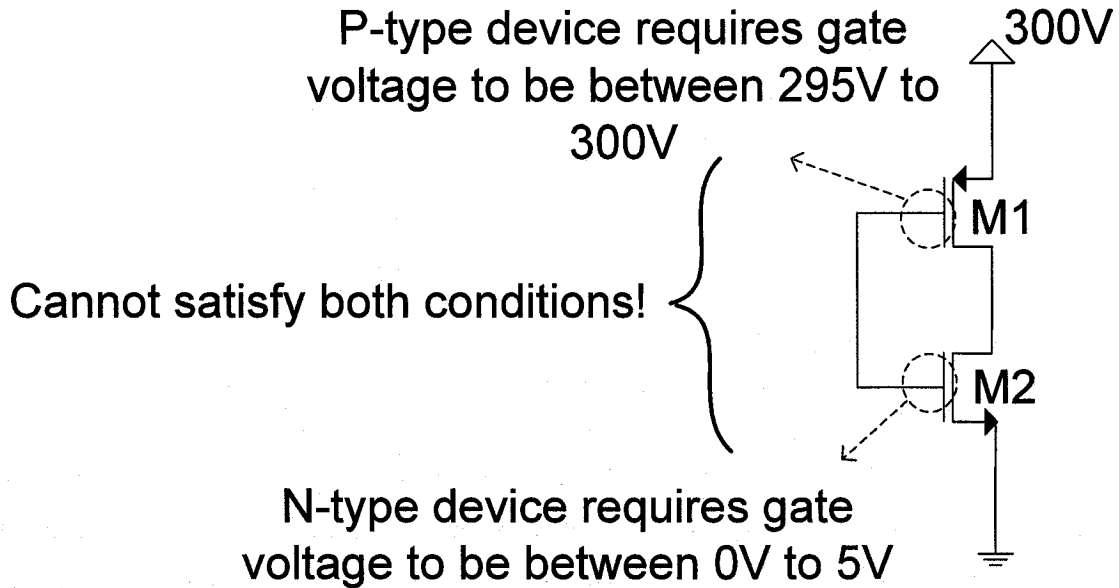 P-type device requires gate
voltage to be between 295V to
300V
300V
M1
Cannot satisfy both conditions!
M2
N-type device requires gate
voltage to be between 0V to 5V